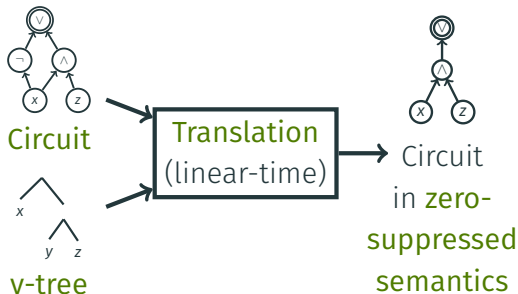 ∨
¬ ∧
x z
Circuit
x
y z
v-tree
Translation
(linear-time)
∨
∧
x z
Circuit
in zero-
suppressed
semantics